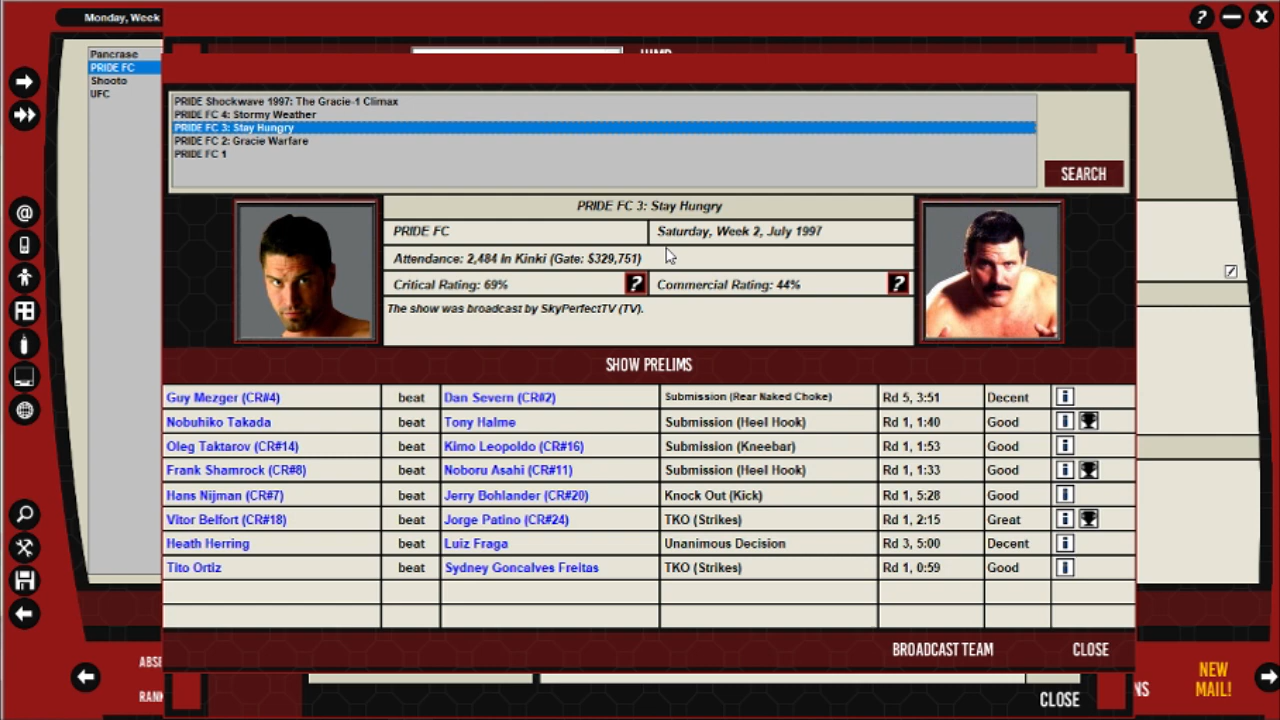 Monday, Week
?
X
Pancrase
PRIDE FC
Shooto
UFC
PRIDE Shockwave 1997: The Gracie-1 Climax
PRIDE FC 4: Stormy Weather
PRIDE FC 3: Stay Hungry
PRIDE FC 2: Gracie Warfare
PRIDE FC 1
SEARCH
PRIDE FC 3: Stay Hungry
PRIDE FC Saturday, Week 2, July 1997
Attendance: 2,484 In Kinki (Gate: $329,751)
Critical Rating: 69% ? Commercial Rating: 44% ?
The show was broadcast by SkyPerfectTV (TV).
SHOW PRELIMS
Guy Mezger (CR#4) beat Dan Severn (CR#2) Submission (Rear Naked Choke) Rd 5, 3:51 Decent i
Nobuhiko Takada beat Tony Halme Submission (Heel Hook) Rd 1, 1:40 Good i
Oleg Taktarov (CR#14) beat Kimo Leopoldo (CR#16) Submission (Kneebar) Rd 1, 1:53 Good i
Frank Shamrock (CR#8) beat Noboru Asahi (CR#11) Submission (Heel Hook) Rd 1, 1:33 Good i
Hans Nijman (CR#7) beat Jerry Bohlander (CR#20) Knock Out (Kick) Rd 1, 5:28 Good i
Vitor Belfort (CR#18) beat Jorge Patino (CR#24) TKO (Strikes) Rd 1, 2:15 Great i
Heath Herring beat Luiz Fraga Unanimous Decision Rd 3, 5:00 Decent i
Tito Ortiz beat Sydney Goncalves Freitas TKO (Strikes) Rd 1, 0:59 Good i
BROADCAST TEAM CLOSE
ABSE
RANK
CLOSE
NS
NEW
MAIL!